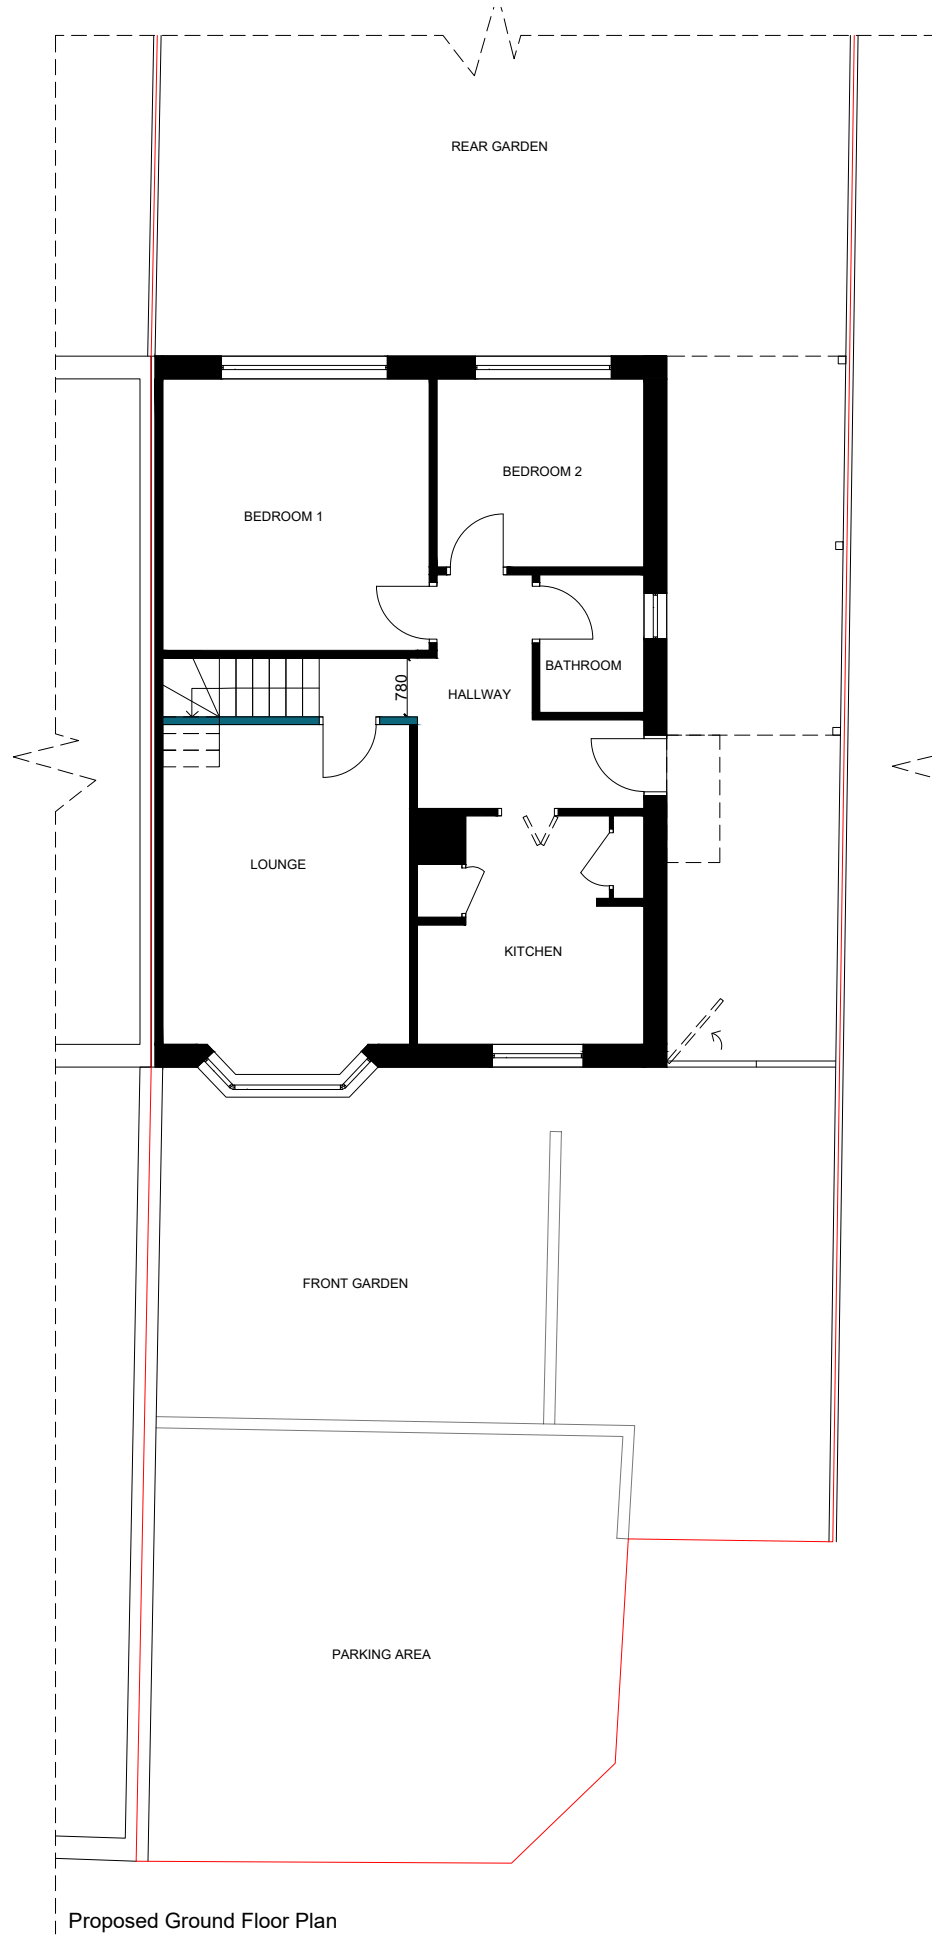 REAR GARDEN
BEDROOM 2
BEDROOM 1
BATHROOM
780
HALLWAY
LOUNGE
KITCHEN
FRONT GARDEN
PARKING AREA
Proposed Ground Floor Plan